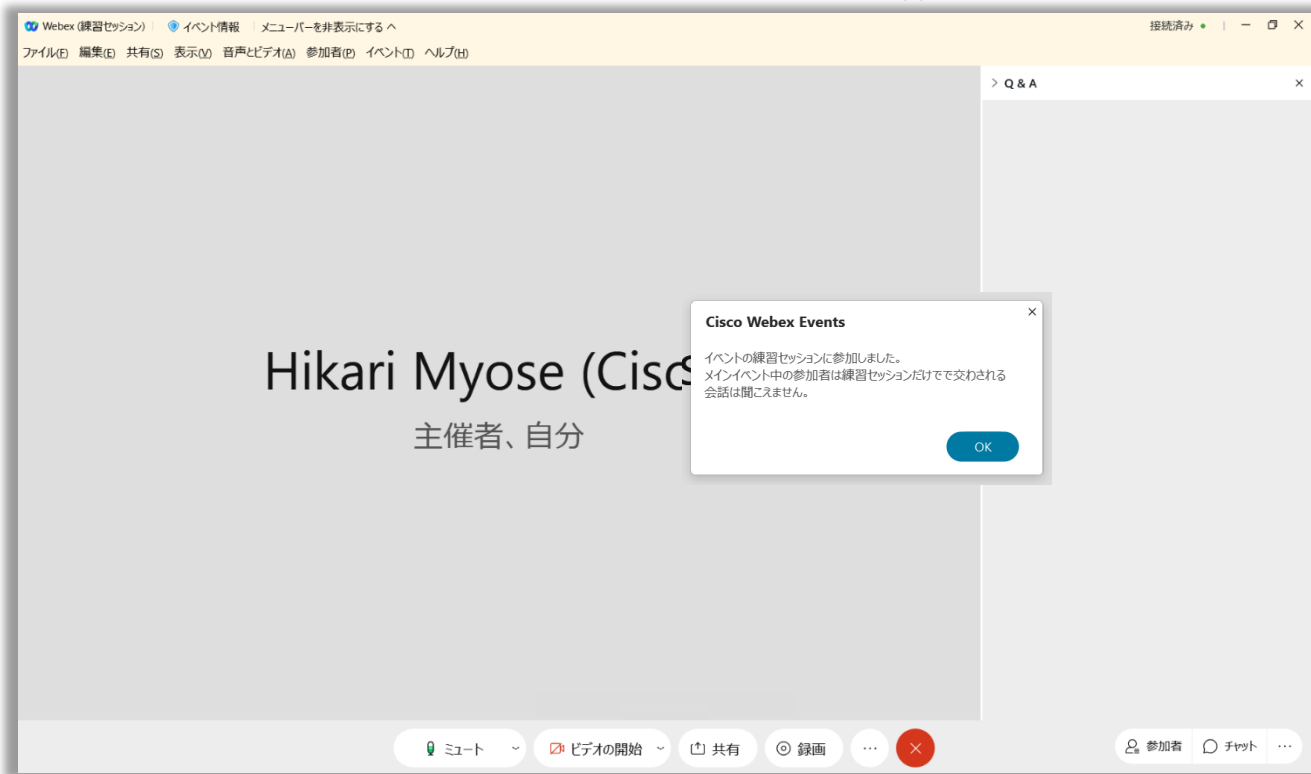 Webex (練習セッション) イベント情報 メニューバーを非表示にする 接続済み
ファイル(F) 編集(E) 共有(S) 表示(V) 音声とビデオ(A) 参加者(P) イベント(T) ヘルプ(H)
Q & A
Cisco Webex Events
イベントの練習セッションに参加しました。
メインイベント中の参加者は練習セッションだけでで交わされる
会話は聞こえません。
OK
Hikari Myose (Cisc
主催者、自分
ミュート ビデオの開始 共有 録画 参加者 チャット